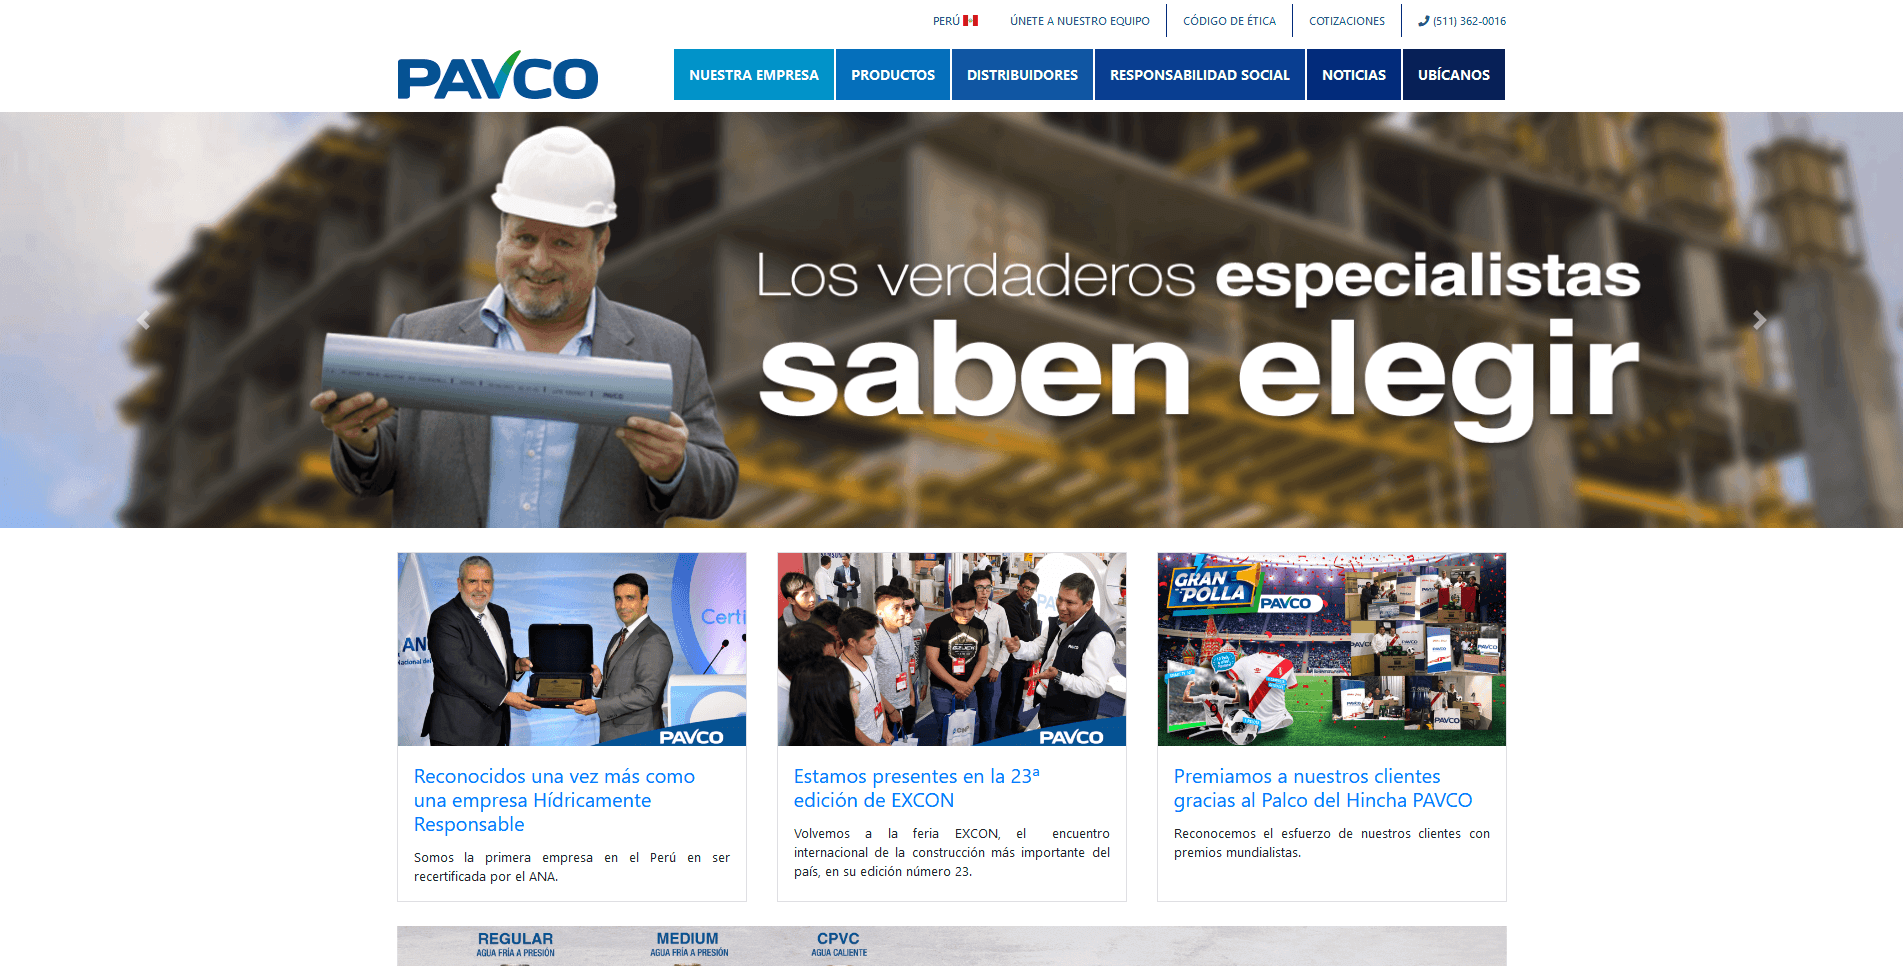 PERÚ
ÚNETE A NUESTRO EQUIPO
CÓDIGO DE ÉTICA
COTIZACIONES
(511) 362-0016
PAVCO
NUESTRA EMPRESA
PRODUCTOS
DISTRIBUIDORES
RESPONSABILIDAD SOCIAL
NOTICIAS
UBÍCANOS
Los verdaderos especialistas
saben elegir
PAVCO
Certi
PAVCO
PAVCO
GRAN
POLLA
PAVCO
PAVCO
Reconocidos una vez más como
una empresa Hídricamente
Responsable
Somos la primera empresa en el Perú en ser
recertificada por el ANA.
Estamos presentes en la 23ª
edición de EXCON
Volvemos a la feria EXCON, el encuentro
internacional de la construcción más importante del
país, en su edición número 23.
Premiamos a nuestros clientes
gracias al Palco del Hincha PAVCO
Reconocemos el esfuerzo de nuestros clientes con
premios mundialistas.
REGULAR
AGUA FRÍA A PRESIÓN
MEDIUM
AGUA FRÍA A PRESIÓN
CPVC
AGUA CALIENTE